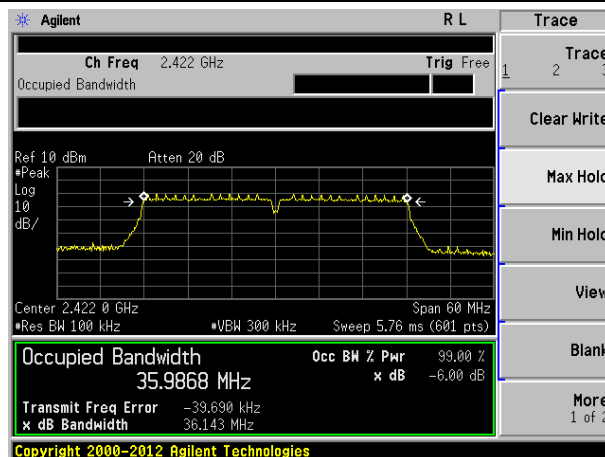 Agilent R L Trace
Ch Freq 2.422 GHz Trig Free
Occupied Bandwidth
Trace
1 2 3
Clear Write
Max Hold
Min Hold
View
Blank
More
1 of 2
Ref 10 dBm Atten 20 dB
#Peak
Log
10
dB/
Center 2.422 0 GHz Span 60 MHz
#Res BW 100 kHz #VBW 300 kHz Sweep 5.76 ms (601 pts)
Occupied Bandwidth Occ BW % Pwr 99.00 %
35.9868 MHz x dB -6.00 dB
Transmit Freq Error -39.690 kHz
x dB Bandwidth 36.143 MHz
Copyright 2000-2012 Agilent Technologies